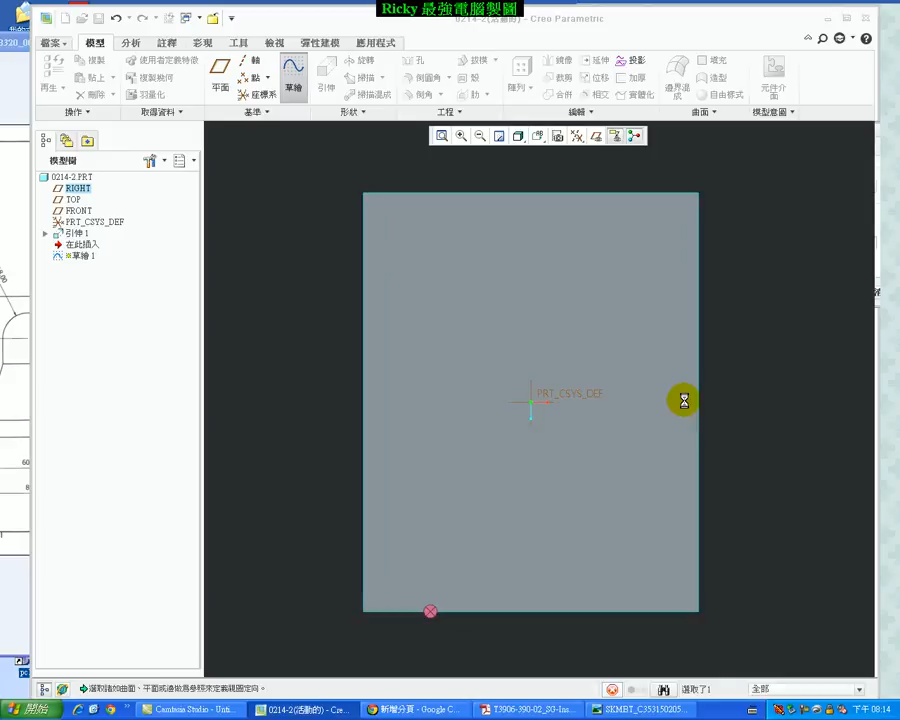 Ricky 最強電腦製圖
0214-2(活動的) - Creo Parametric
檔案 模型 分析 註釋 彩現 工具 檢視 彈性建模 應用程式
再生 複製 貼上 刪除 使用者定義特徵 複製幾何 羽量化
平面 軸 點 座標系 草繪
引伸 旋轉 掃描 掃描混成
孔 倒圓角 倒角 拔模 殼 肋
陣列 鏡像 裁剪 合併 延伸 位移 相交 投影 加厚 實體化
邊界混成 填充 造型 自由樣式 元件介面
操作 取得資料 基準 形狀 工程 編輯 曲面 模型意圖
模型樹
0214-2.PRT
RIGHT
TOP
FRONT
PRT_CSYS_DEF
引伸 1
在此插入
※草繪 1
PRT_CSYS_DEF
60
選取諸如曲面、平面或邊做為參照來定義視圖定向。
選取了1
全部
開始
Camtasia Studio - Unti...
0214-2(活動的) - Cre...
新增分頁 - Google C...
T3906-390-02_SG-Ins...
SKMBT_C353150205...
下午 08:14